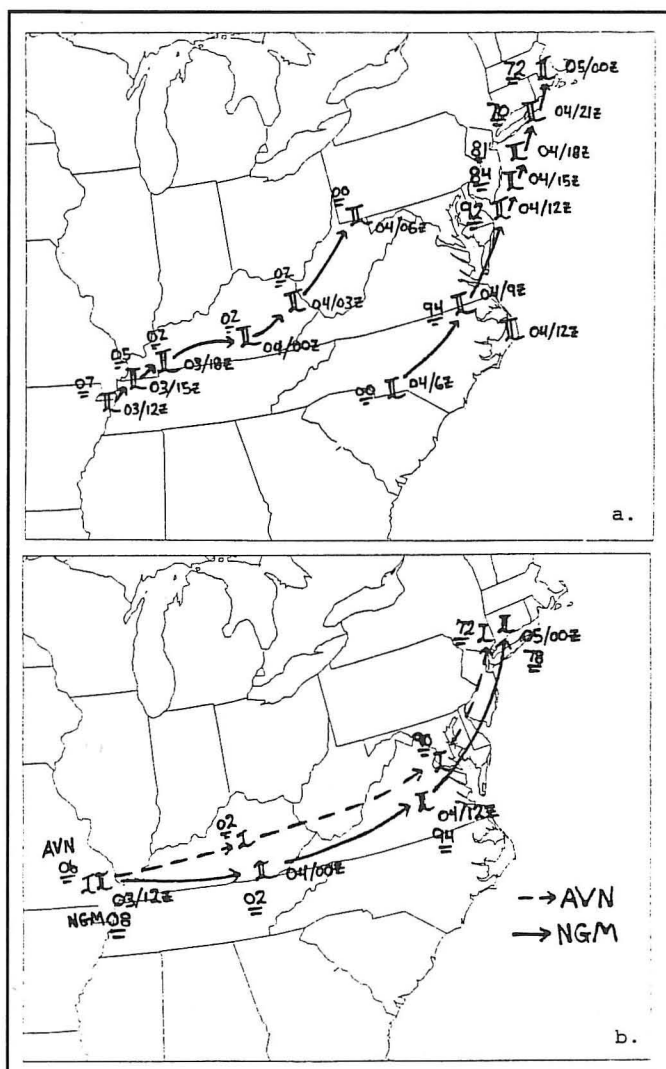 72 L 05/00Z
70 L 04/21Z
81 L 04/18Z
84 L 04/15Z
92 L 04/12Z
00 L 04/06Z
02 L 04/03Z
94 L 04/9Z
02 L 04/00Z
L 04/12Z
02 L 03/18Z
05 L 03/15Z
07 L 03/12Z
00 L 04/6Z
a.
72 L L 05/00Z
78
90 L
L 04/12Z
94
02 L
AVN
06
L L
03/12Z
NGM 08
L 04/00Z
02
AVN
NGM
b.